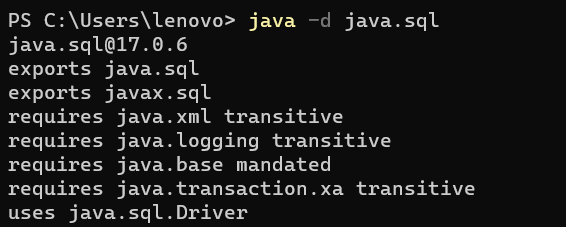 PS C:\Users\lenovo> java -d java.sql
java.sql@17.0.6
exports java.sql
exports javax.sql
requires java.xml transitive
requires java.logging transitive
requires java.base mandated
requires java.transaction.xa transitive
uses java.sql.Driver